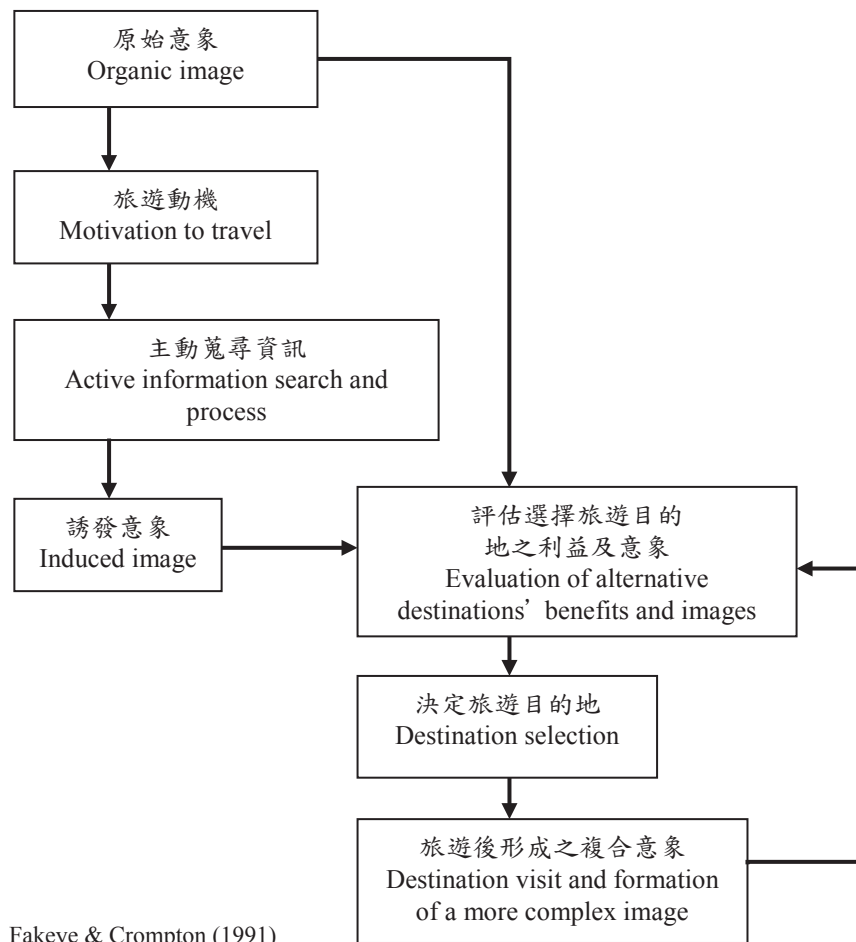 原始意象
Organic image
旅遊動機
Motivation to travel
主動蒐尋資訊
Active information search and
process
誘發意象
Induced image
評估選擇旅遊目的
地之利益及意象
Evaluation of alternative
destinations’ benefits and images
決定旅遊目的地
Destination selection
旅遊後形成之複合意象
Destination visit and formation
of a more complex image
Fakeye & Crompton (1991)